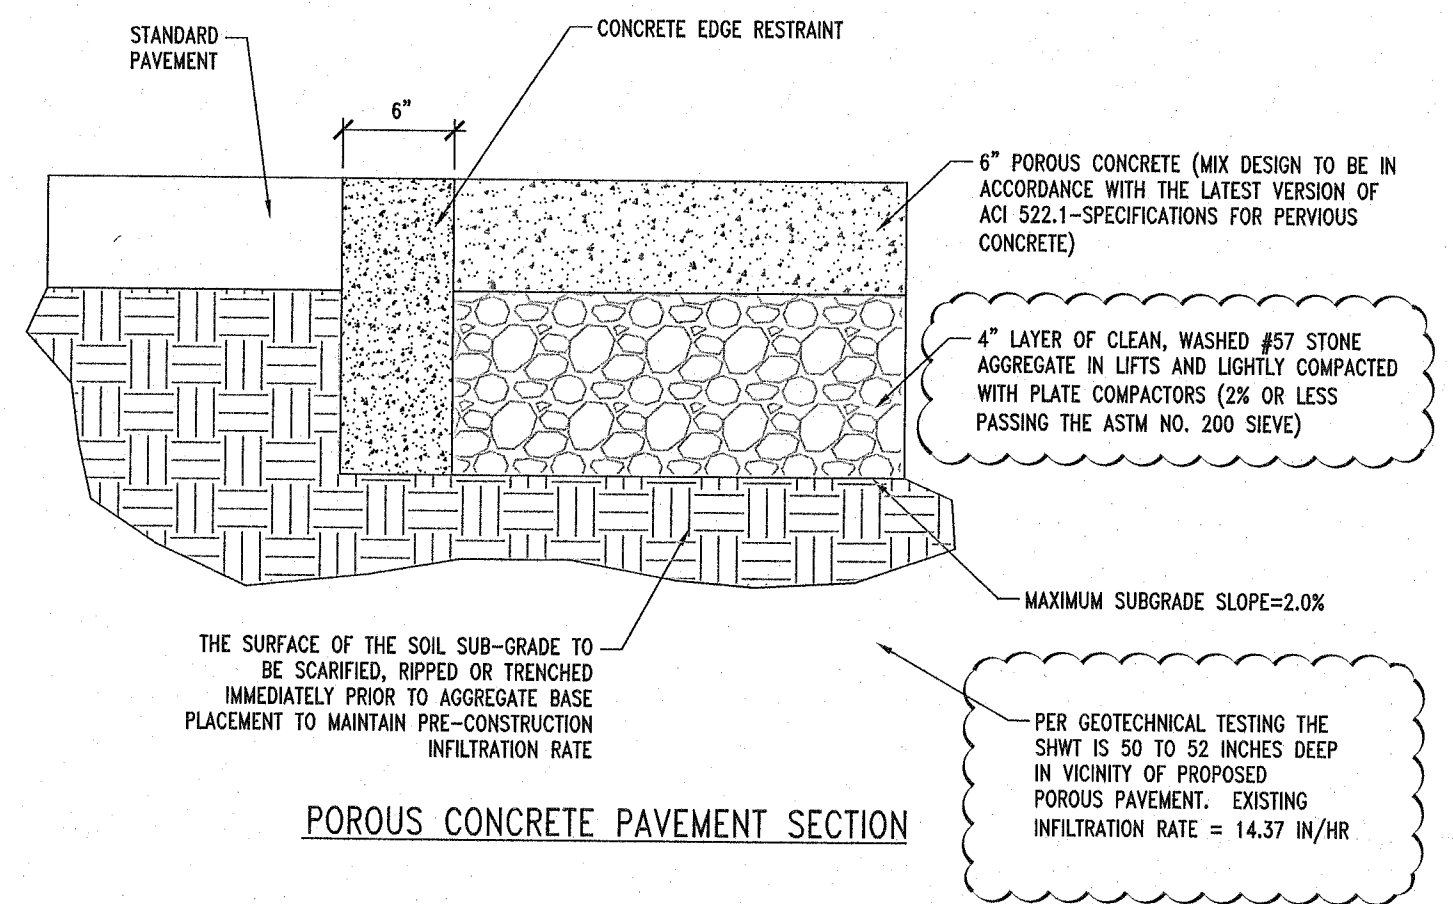 STANDARD
PAVEMENT
CONCRETE EDGE RESTRAINT
6"
6" POROUS CONCRETE (MIX DESIGN TO BE IN
ACCORDANCE WITH THE LATEST VERSION OF
ACI 522.1-SPECIFICATIONS FOR PERVIOUS
CONCRETE)
4" LAYER OF CLEAN, WASHED #57 STONE
AGGREGATE IN LIFTS AND LIGHTLY COMPACTED
WITH PLATE COMPACTORS (2% OR LESS
PASSING THE ASTM NO. 200 SIEVE)
MAXIMUM SUBGRADE SLOPE=2.0%
THE SURFACE OF THE SOIL SUB-GRADE TO
BE SCARIFIED, RIPPED OR TRENCHED
IMMEDIATELY PRIOR TO AGGREGATE BASE
PLACEMENT TO MAINTAIN PRE-CONSTRUCTION
INFILTRATION RATE
PER GEOTECHNICAL TESTING THE
SHWT IS 50 TO 52 INCHES DEEP
IN VICINITY OF PROPOSED
POROUS PAVEMENT. EXISTING
INFILTRATION RATE = 14.37 IN/HR
POROUS CONCRETE PAVEMENT SECTION